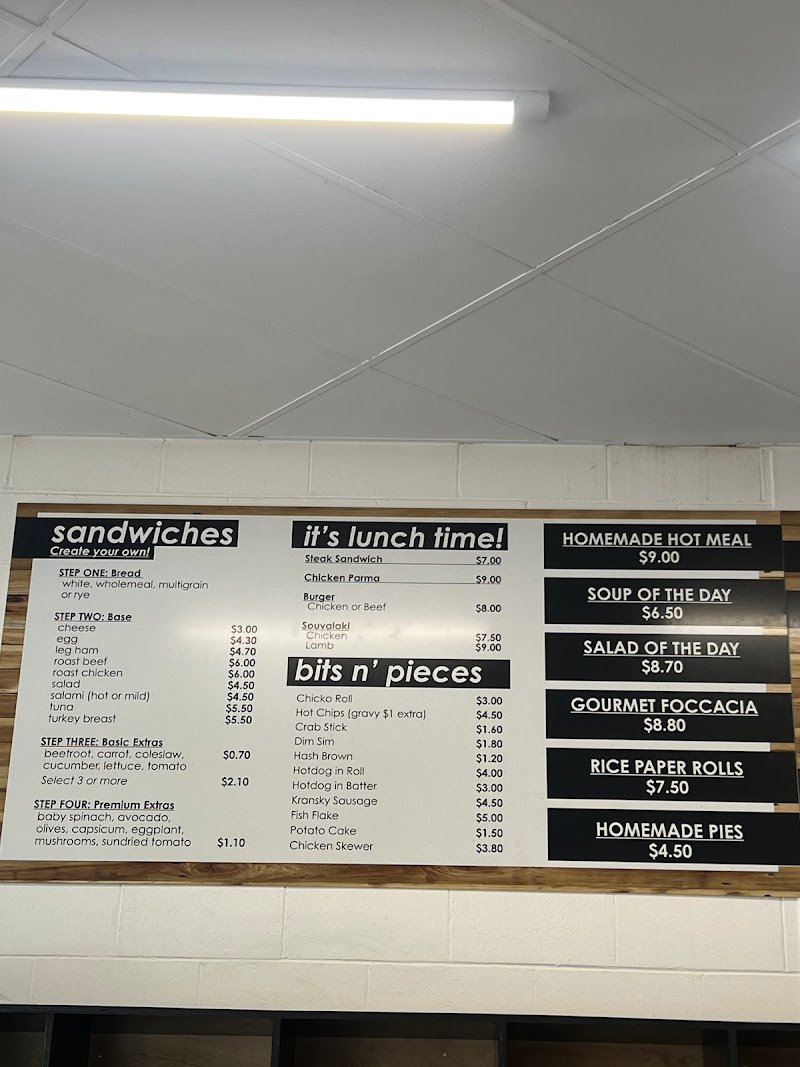 sandwiches
Create your own!
STEP ONE: Bread
white, wholemeal, multigrain
or rye
STEP TWO: Base
cheese $3.00
egg $4.30
leg ham $4.70
roast beef $6.00
roast chicken $6.00
salad $4.50
salami (hot or mild) $4.50
tuna $5.50
turkey breast $5.50
STEP THREE: Basic Extras
beetroot, carrot, coleslaw, $0.70
cucumber, lettuce, tomato
Select 3 or more $2.10
STEP FOUR: Premium Extras
baby spinach, avocado,
olives, capsicum, eggplant,
mushrooms, sundried tomato $1.10
it's lunch time!
Steak Sandwich $7.00
Chicken Parma $9.00
Burger
Chicken or Beef $8.00
Souvalaki
Chicken $7.50
Lamb $9.00
bits n' pieces
Chicko Roll $3.00
Hot Chips (gravy $1 extra) $4.50
Crab Stick $1.60
Dim Sim $1.80
Hash Brown $1.20
Hotdog in Roll $4.00
Hotdog in Batter $3.00
Kransky Sausage $4.50
Fish Flake $5.00
Potato Cake $1.50
Chicken Skewer $3.80
HOMEMADE HOT MEAL
$9.00
SOUP OF THE DAY
$6.50
SALAD OF THE DAY
$8.70
GOURMET FOCCACIA
$8.80
RICE PAPER ROLLS
$7.50
HOMEMADE PIES
$4.50